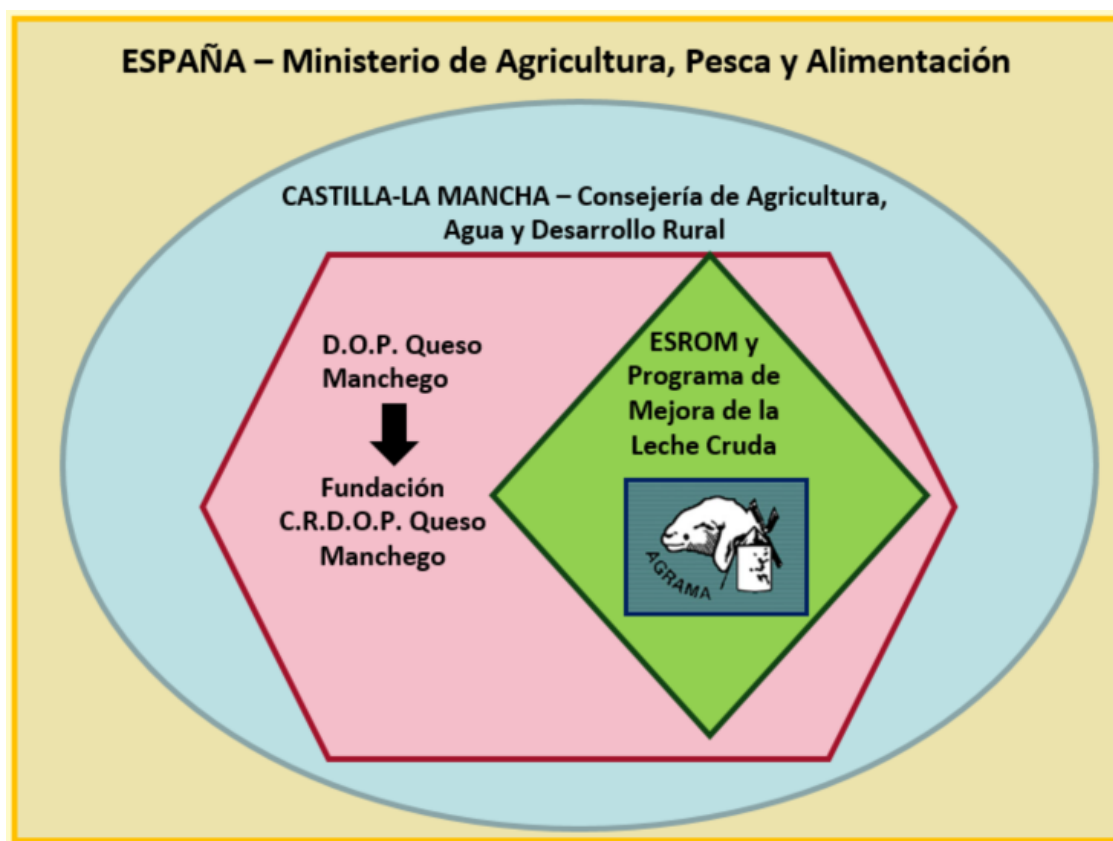 ESPAÑA – Ministerio de Agricultura, Pesca y Alimentación
CASTILLA-LA MANCHA – Consejería de Agricultura,
Agua y Desarrollo Rural
D.O.P. Queso
Manchego
Fundación
C.R.D.O.P. Queso
Manchego
ESROM y
Programa de
Mejora de la
Leche Cruda
AGRAMA